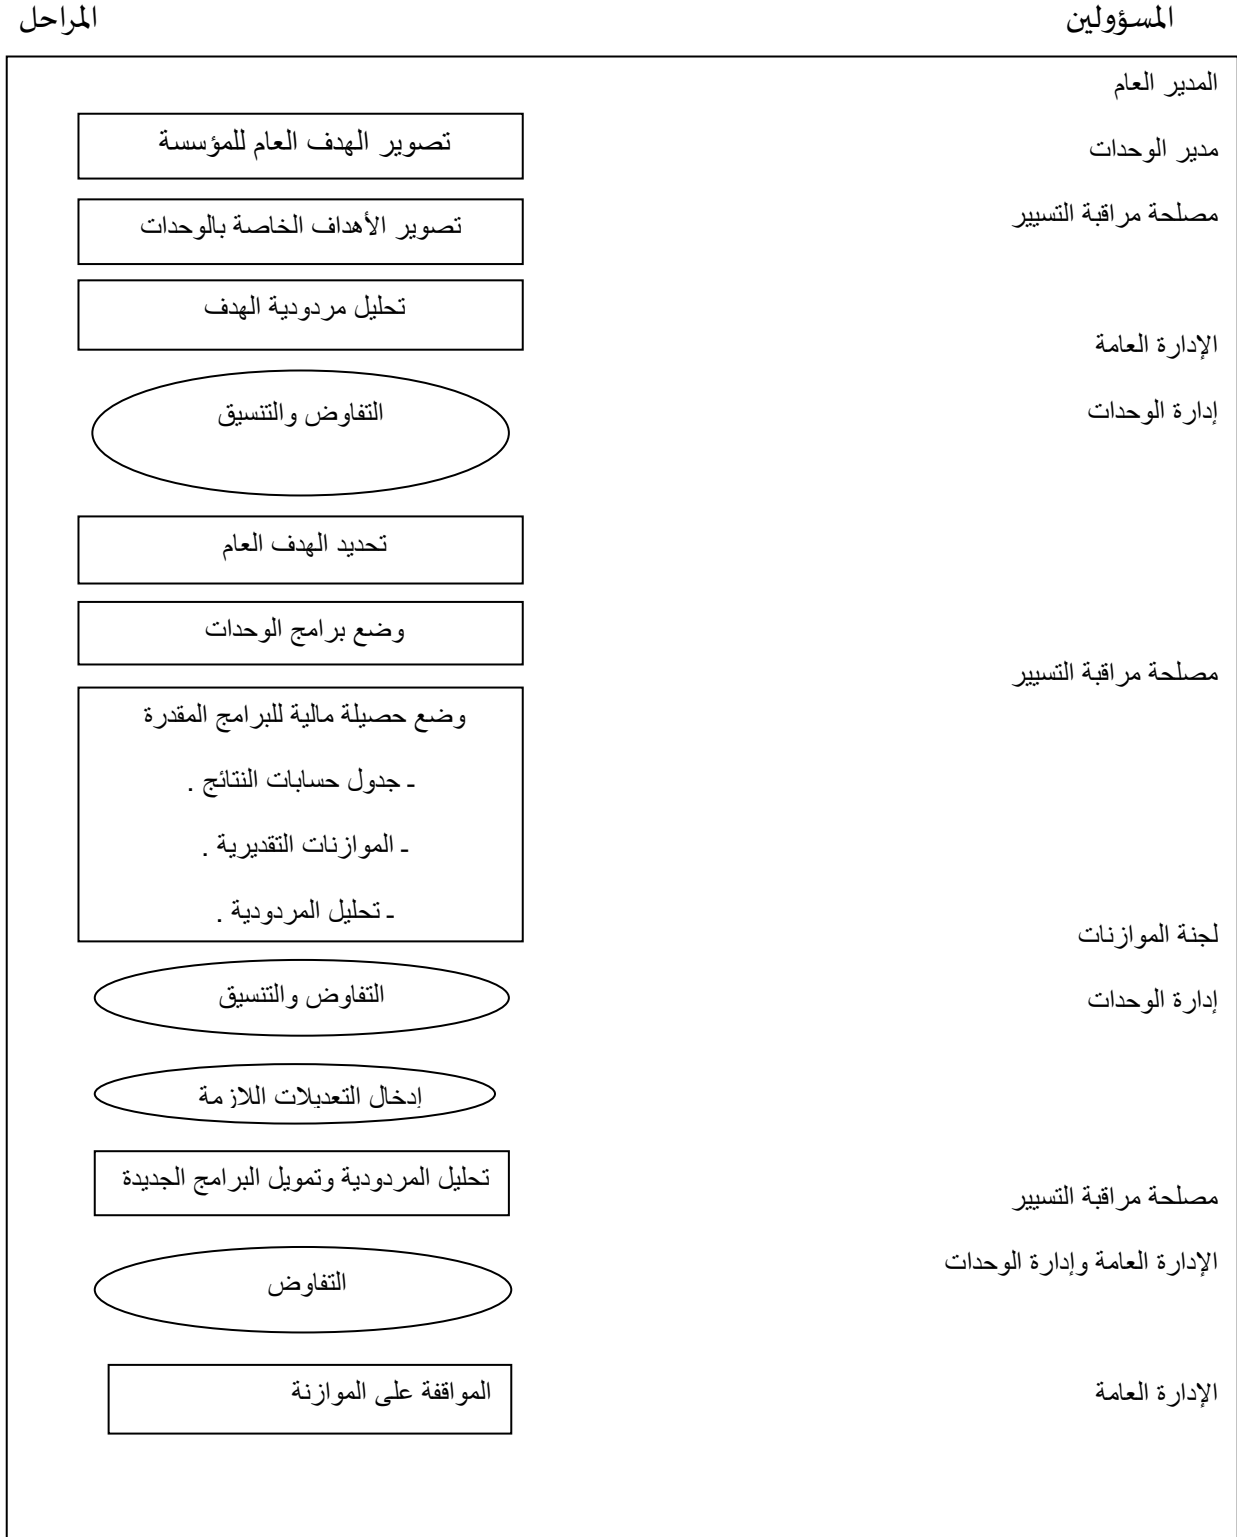 المسؤولين
المراحل
المدير العام
تصوير الهدف العام للمؤسسة
مدير الوحدات
تصوير الأهداف الخاصة بالوحدات
مصلحة مراقبة التسيير
تحليل مردودية الهدف
الإدارة العامة
التفاوض والتنسيق
إدارة الوحدات
تحديد الهدف العام
وضع برامج الوحدات
مصلحة مراقبة التسيير
وضع حصيلة مالية للبرامج المقدرة
ـ جدول حسابات النتائج .
ـ الموازنات التقديرية .
ـ تحليل المردودية .
لجنة الموازنات
التفاوض والتنسيق
إدارة الوحدات
إدخال التعديلات اللازمة
تحليل المردودية وتمويل البرامج الجديدة
مصلحة مراقبة التسيير
الإدارة العامة وإدارة الوحدات
التفاوض
المواقفة على الموازنة
الإدارة العامة